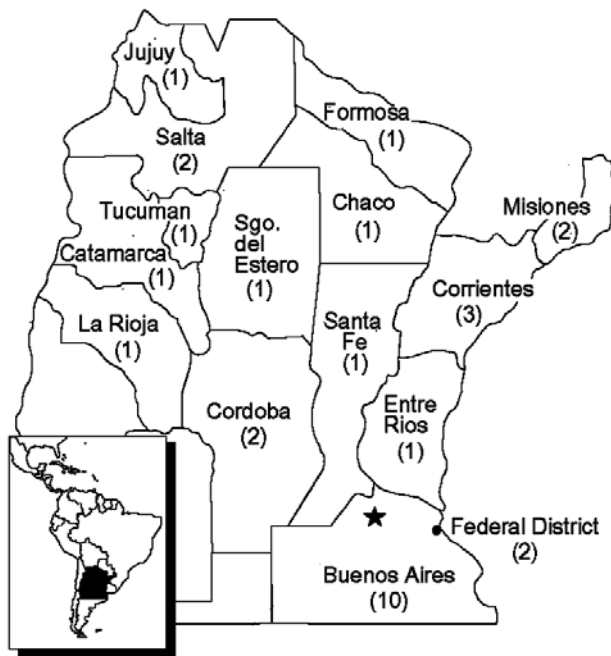 Jujuy
(1)
Formosa
(1)
Salta
(2)
Chaco
(1)
Misiones
(2)
Tucuman
(1)
Sgo.
del
Estero
(1)
Catamarca
(1)
Corrientes
(3)
La Rioja
(1)
Santa
Fe
(1)
Cordoba
(2)
Entre
Rios
(1)
Federal District
(2)
Buenos Aires
(10)